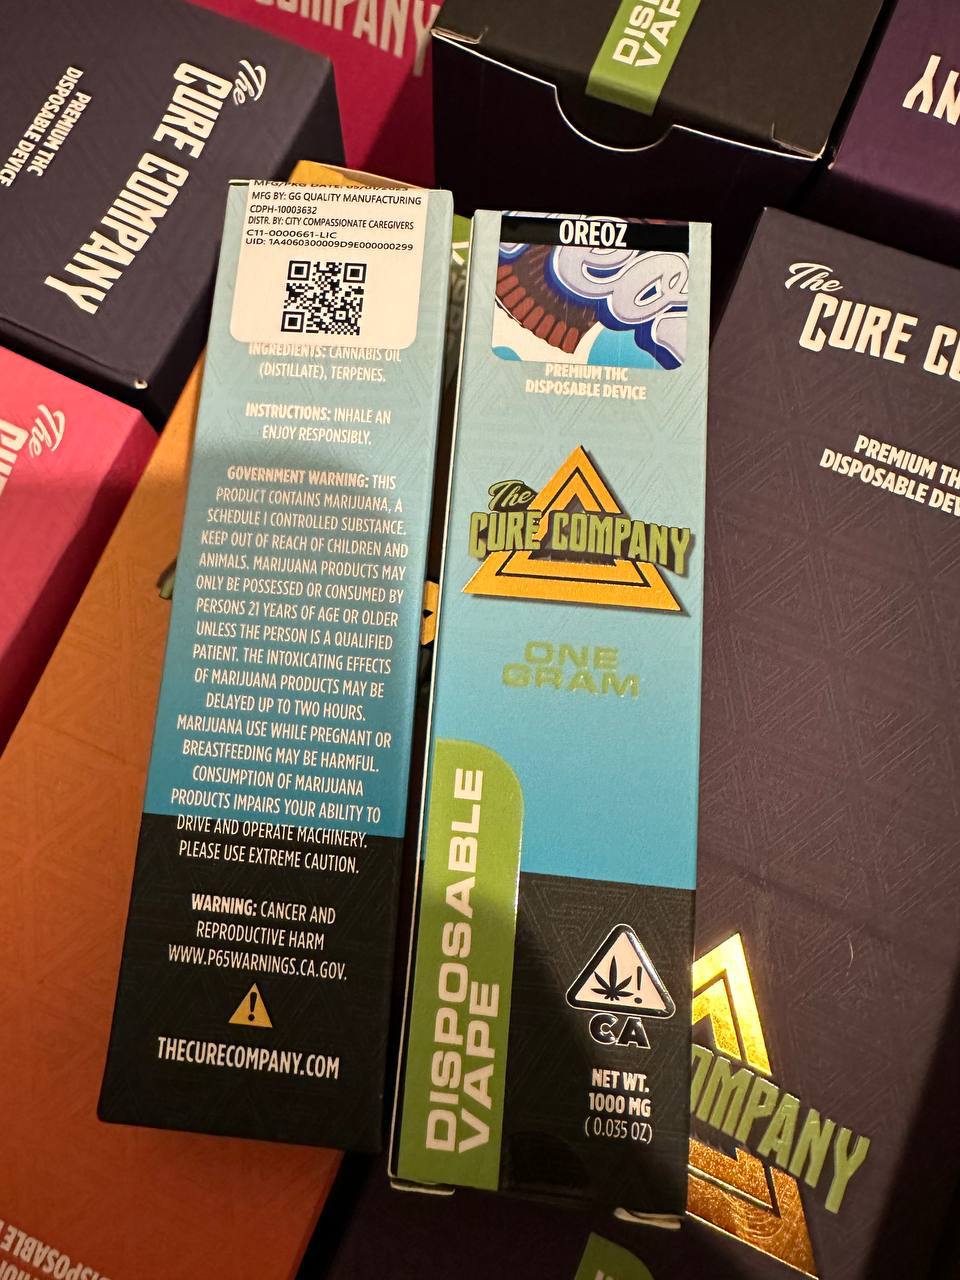 COMPANY
DISP
VAP
The
CURE COMPANY
PREMIUM THC
DISPOSABLE DEVICE
NY
The
MFG BY: GG QUALITY MANUFACTURING
CDPH-10003632
DISTR. BY: CITY COMPASSIONATE CAREGIVERS
C11-0000661-LIC
UID: 1A4060300009D9E000000299
INGREDIENTS: CANNABIS OIL
(DISTILLATE), TERPENES.
INSTRUCTIONS: INHALE AN
ENJOY RESPONSIBLY.
GOVERNMENT WARNING: THIS
PRODUCT CONTAINS MARIJUANA, A
SCHEDULE I CONTROLLED SUBSTANCE.
KEEP OUT OF REACH OF CHILDREN AND
ANIMALS. MARIJUANA PRODUCTS MAY
ONLY BE POSSESSED OR CONSUMED BY
PERSONS 21 YEARS OF AGE OR OLDER
UNLESS THE PERSON IS A QUALIFIED
PATIENT. THE INTOXICATING EFFECTS
OF MARIJUANA PRODUCTS MAY BE
DELAYED UP TO TWO HOURS.
MARIJUANA USE WHILE PREGNANT OR
BREASTFEEDING MAY BE HARMFUL.
CONSUMPTION OF MARIJUANA
PRODUCTS IMPAIRS YOUR ABILITY TO
DRIVE AND OPERATE MACHINERY.
PLEASE USE EXTREME CAUTION.
WARNING: CANCER AND
REPRODUCTIVE HARM
WWW.P65WARNINGS.CA.GOV.
THECURECOMPANY.COM
OREOZ
PREMIUM THC
DISPOSABLE DEVICE
The
CURE COMPANY
ONE
GRAM
DISPOSABLE
VAPE
CA
NET WT.
1000 MG
(0.035 OZ)
The
CURE CO
PREMIUM TH
DISPOSABLE DEV
OMPANY